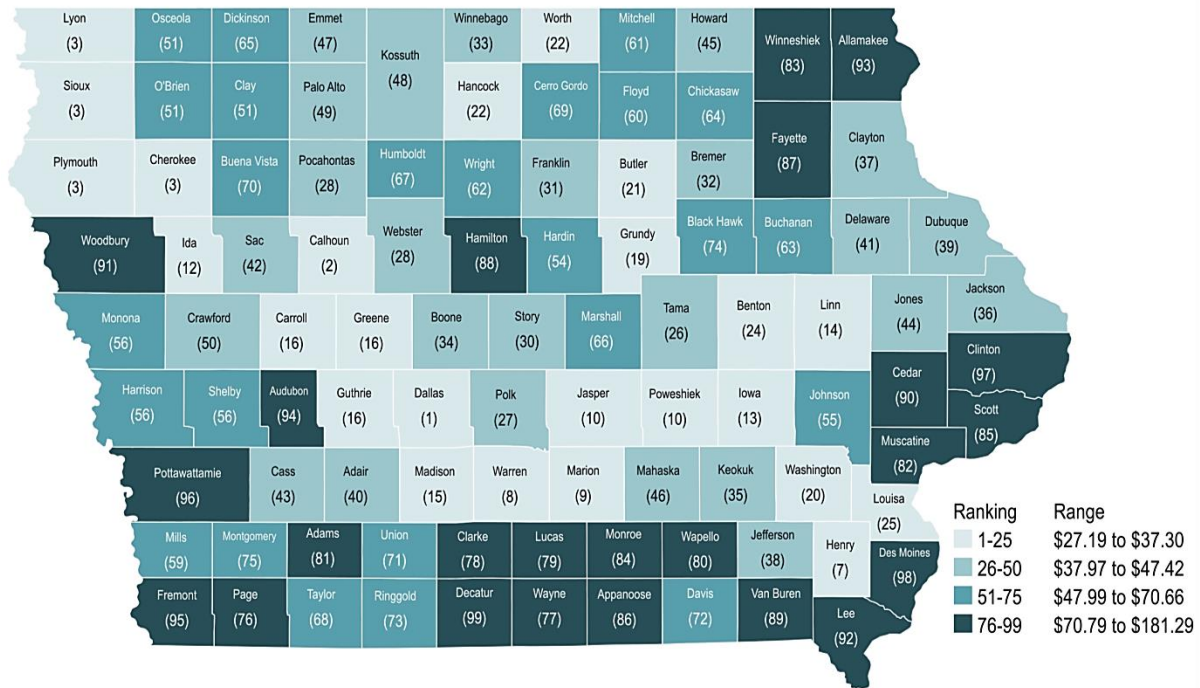 Lyon
(3)
Osceola
(51)
Dickinson
(65)
Emmet
(47)
Kossuth
(48)
Winnebago
(33)
Worth
(22)
Mitchell
(61)
Howard
(45)
Winneshiek
(83)
Allamakee
(93)
Sioux
(3)
O'Brien
(51)
Clay
(51)
Palo Alto
(49)
Hancock
(22)
Cerro Gordo
(69)
Floyd
(60)
Chickasaw
(64)
Fayette
(87)
Clayton
(37)
Plymouth
(3)
Cherokee
(3)
Buena Vista
(70)
Pocahontas
(28)
Humboldt
(67)
Wright
(62)
Franklin
(31)
Butler
(21)
Bremer
(32)
Woodbury
(91)
Ida
(12)
Sac
(42)
Calhoun
(2)
Webster
(28)
Hamilton
(88)
Hardin
(54)
Grundy
(19)
Black Hawk
(74)
Buchanan
(63)
Delaware
(41)
Dubuque
(39)
Monona
(56)
Crawford
(50)
Carroll
(16)
Greene
(16)
Boone
(34)
Story
(30)
Marshall
(66)
Tama
(26)
Benton
(24)
Linn
(14)
Jones
(44)
Jackson
(36)
Clinton
(97)
Cedar
(90)
Scott
(85)
Harrison
(56)
Shelby
(56)
Audubon
(94)
Guthrie
(16)
Dallas
(1)
Polk
(27)
Jasper
(10)
Poweshiek
(10)
Iowa
(13)
Johnson
(55)
Muscatine
(82)
Pottawattamie
(96)
Cass
(43)
Adair
(40)
Madison
(15)
Warren
(8)
Marion
(9)
Mahaska
(46)
Keokuk
(35)
Washington
(20)
Louisa
(25)
Mills
(59)
Montgomery
(75)
Adams
(81)
Union
(71)
Clarke
(78)
Lucas
(79)
Monroe
(84)
Wapello
(80)
Jefferson
(38)
Henry
(7)
Des Moines
(98)
Fremont
(95)
Page
(76)
Taylor
(68)
Ringgold
(73)
Decatur
(99)
Wayne
(77)
Appanoose
(86)
Davis
(72)
Van Buren
(89)
Lee
(92)
Ranking Range
1-25 $27.19 to $37.30
26-50 $37.97 to $47.42
51-75 $47.99 to $70.66
76-99 $70.79 to $181.29